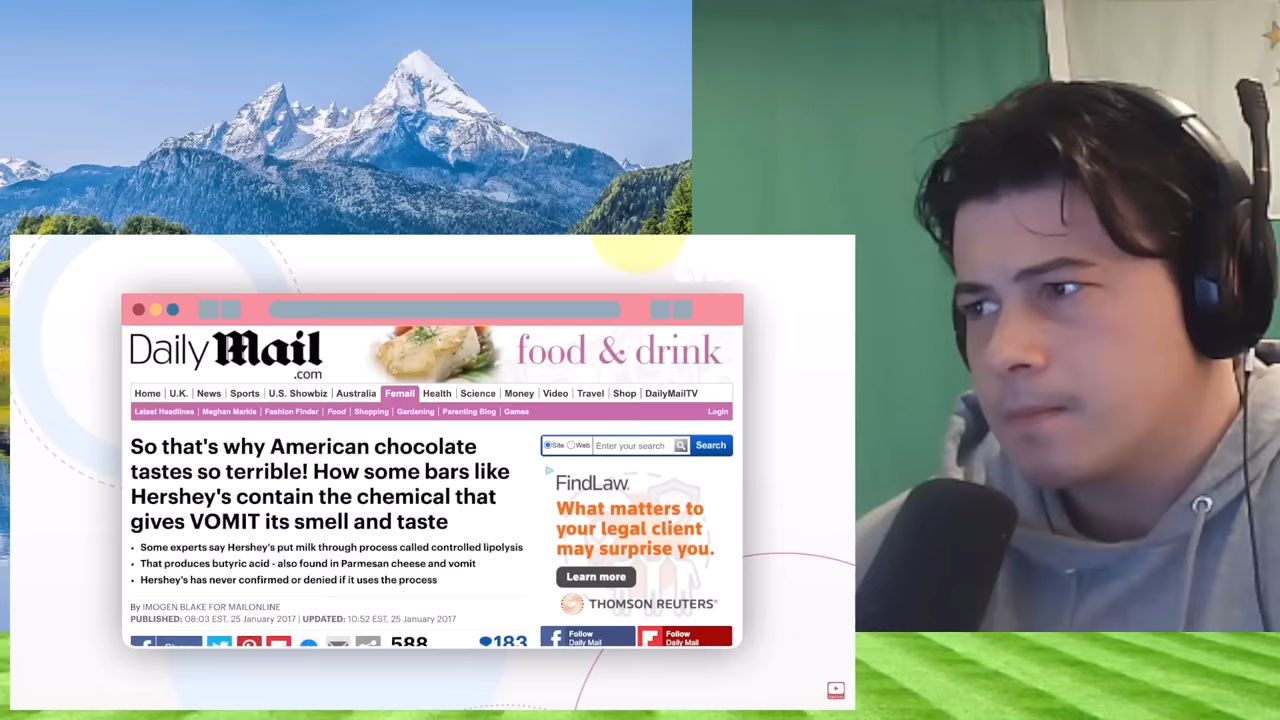 Daily Mail
.com
food & drink
Home | U.K. | News | Sports | U.S. Showbiz | Australia | Femail | Health | Science | Money | Video | Travel | Shop | DailyMailTV
Latest Headlines | Meghan Markle | Fashion Finder | Food | Shopping | Gardening | Parenting Blog | Games
Login
So that's why American chocolate
tastes so terrible! How some bars like
Hershey's contain the chemical that
gives VOMIT its smell and taste
• Some experts say Hershey's put milk through process called controlled lipolysis
• That produces butyric acid - also found in Parmesan cheese and vomit
• Hershey's has never confirmed or denied if it uses the process
By IMOGEN BLAKE FOR MAILONLINE
PUBLISHED: 08:03 EST, 25 January 2017 | UPDATED: 10:52 EST, 25 January 2017
588
183
Site Web Enter your search Search
FindLaw.
What matters to
your legal client
may surprise you.
Learn more
THOMSON REUTERS®
Follow
Daily Mail
Follow
Daily Mail